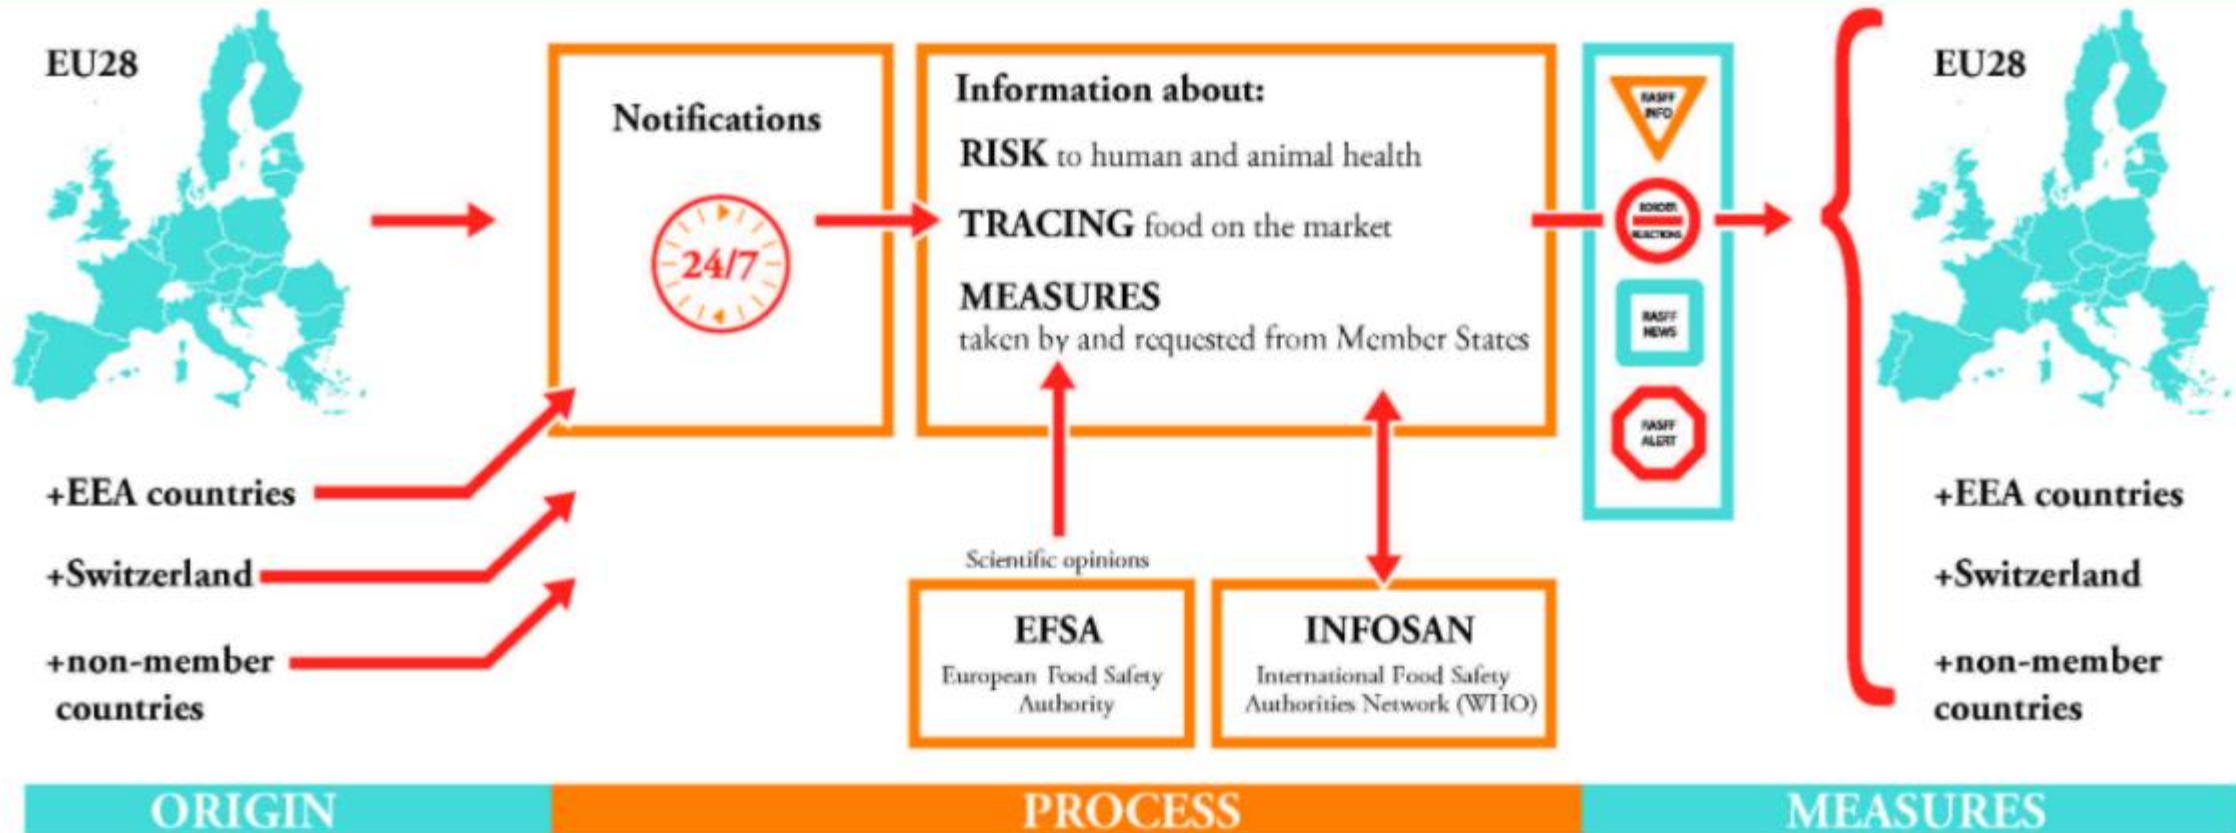 EU28
+EEA countries
+Switzerland
+non-member
countries
Notifications
24/7
Information about:
RISK to human and animal health
TRACING food on the market
MEASURES
taken by and requested from Member States
Scientific opinions
EFSA
European Food Safety
Authority
INFOSAN
International Food Safety
Authorities Network (WHO)
RASFF
INFO
BORDER
REJECTIONS
RASFF
NEWS
RASFF
ALERT
EU28
+EEA countries
+Switzerland
+non-member
countries
ORIGIN
PROCESS
MEASURES